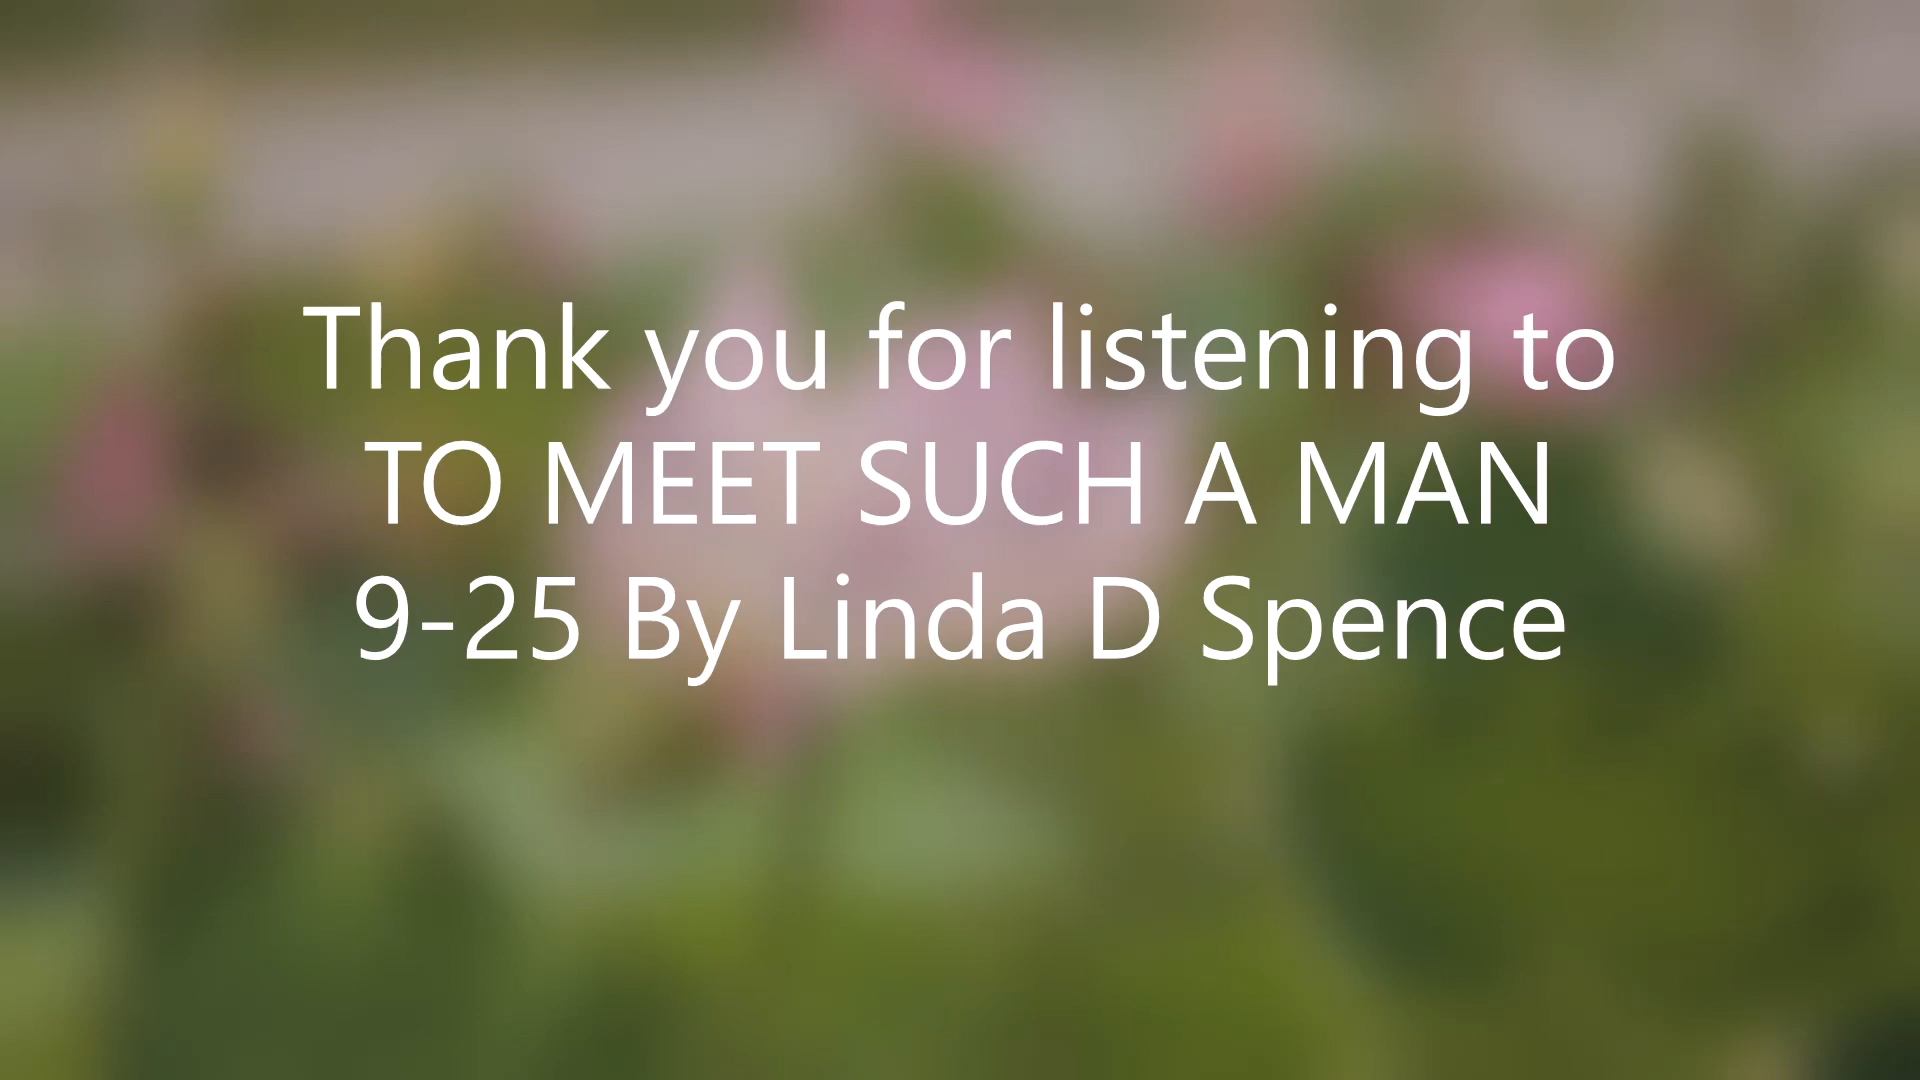 Thank you for listening to
TO MEET SUCH A MAN
9-25 By Linda D Spence